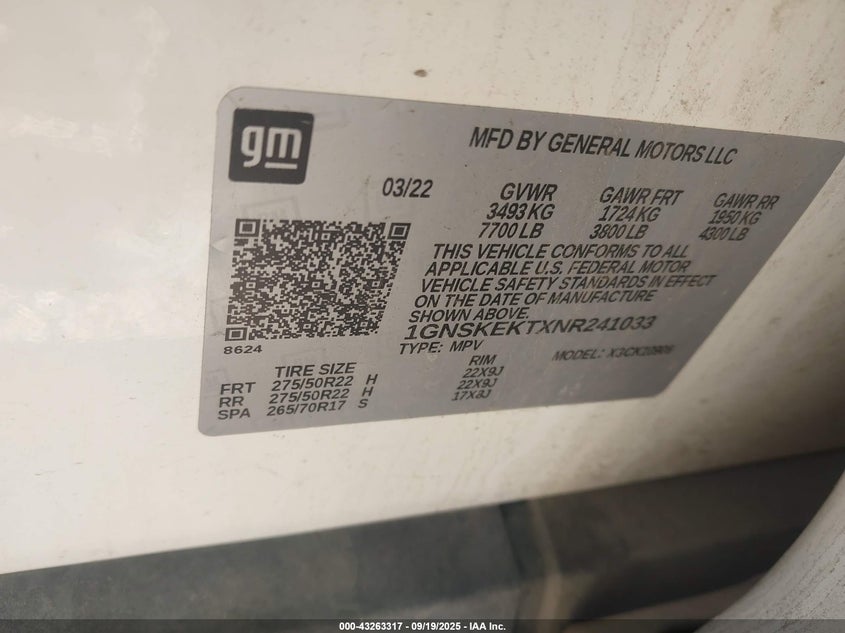 gm
MFD BY GENERAL MOTORS LLC
03/22 GVWR GAWR FRT GAWR RR
3493 KG 1724 KG 1950 KG
7700 LB 3800 LB 4300 LB
THIS VEHICLE CONFORMS TO ALL
APPLICABLE U.S. FEDERAL MOTOR
VEHICLE SAFETY STANDARDS IN EFFECT
ON THE DATE OF MANUFACTURE
SHOWN ABOVE.
1GNSKEKTXNR241033
8624 TYPE: MPV MODEL: X3CK10906
TIRE SIZE RIM
FRT 275/50R22 H 22X9J
RR 275/50R22 H 22X9J
SPA 265/70R17 S 17X8J
000-43263317 - 09/19/2025 - IAA Inc.